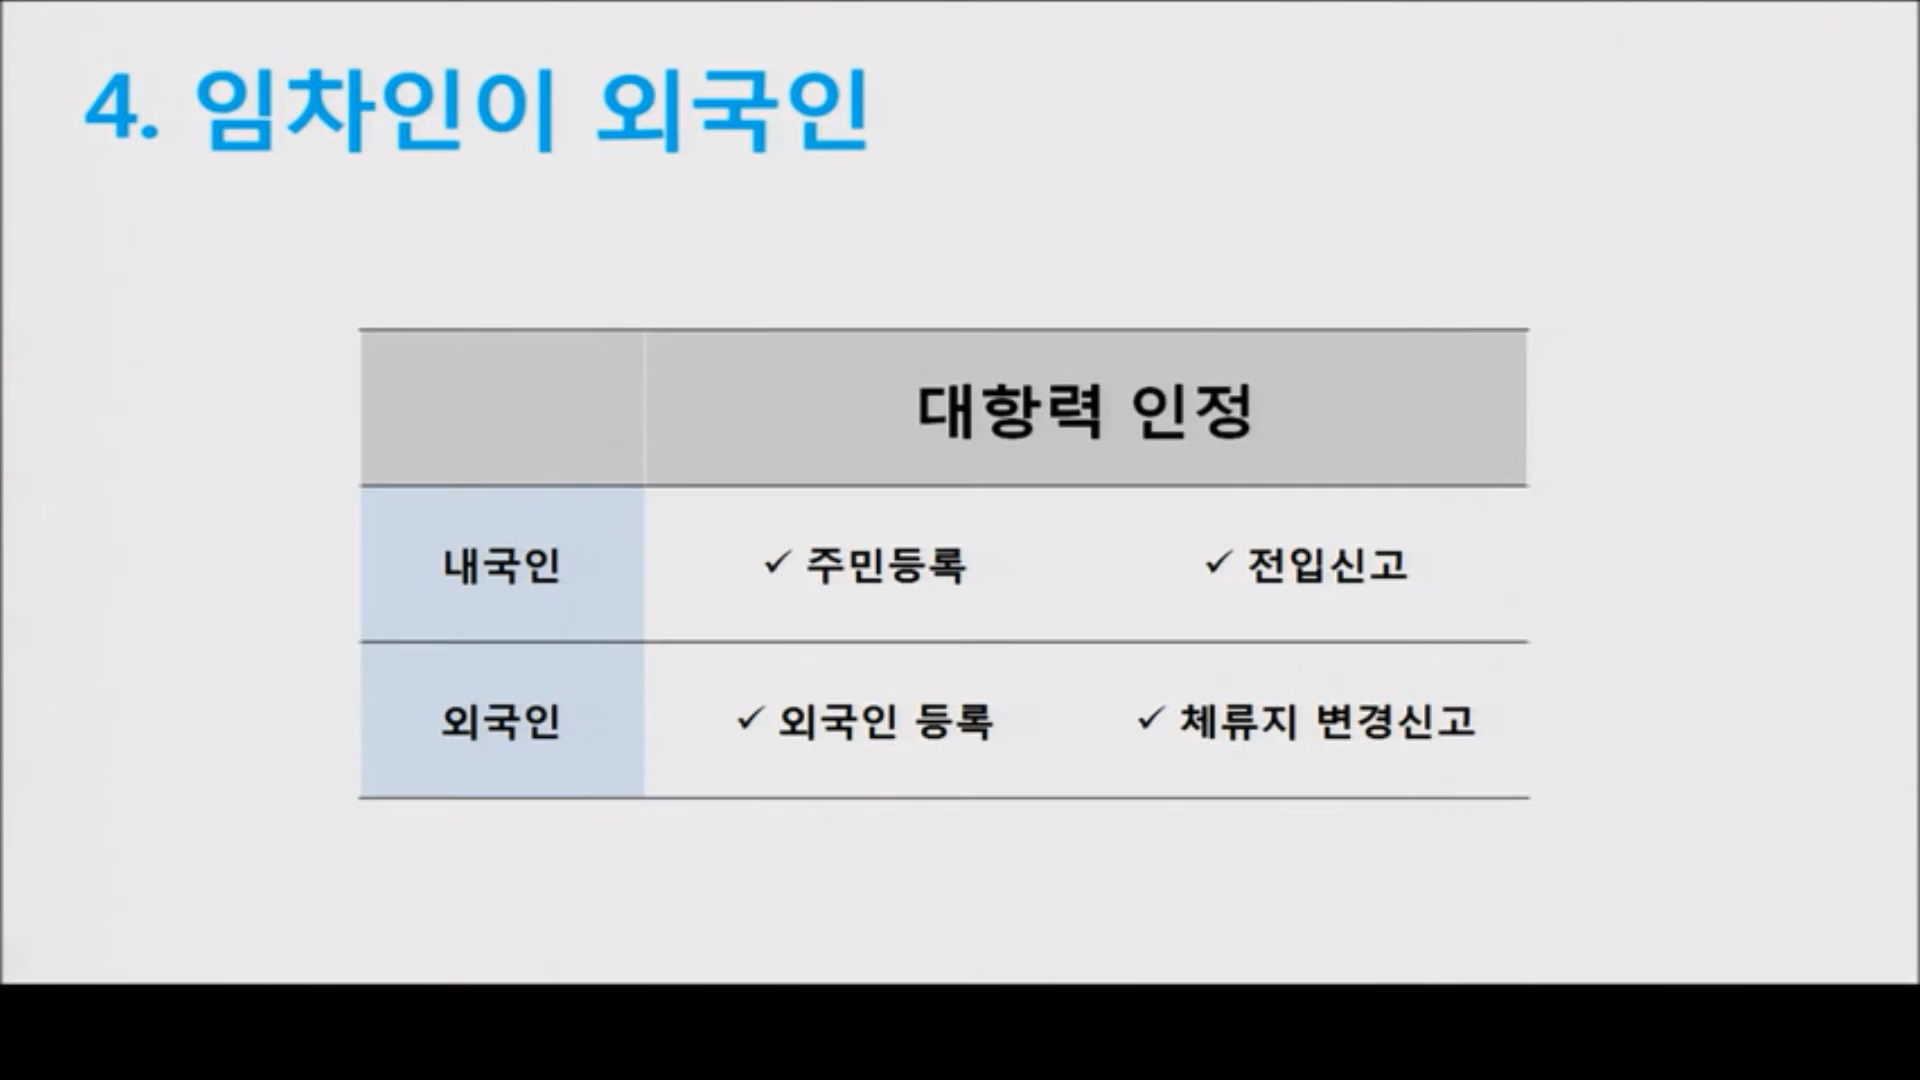 4. 임차인이 외국인
대항력 인정
내국인 ✓ 주민등록 ✓ 전입신고
외국인 ✓ 외국인 등록 ✓ 체류지 변경신고